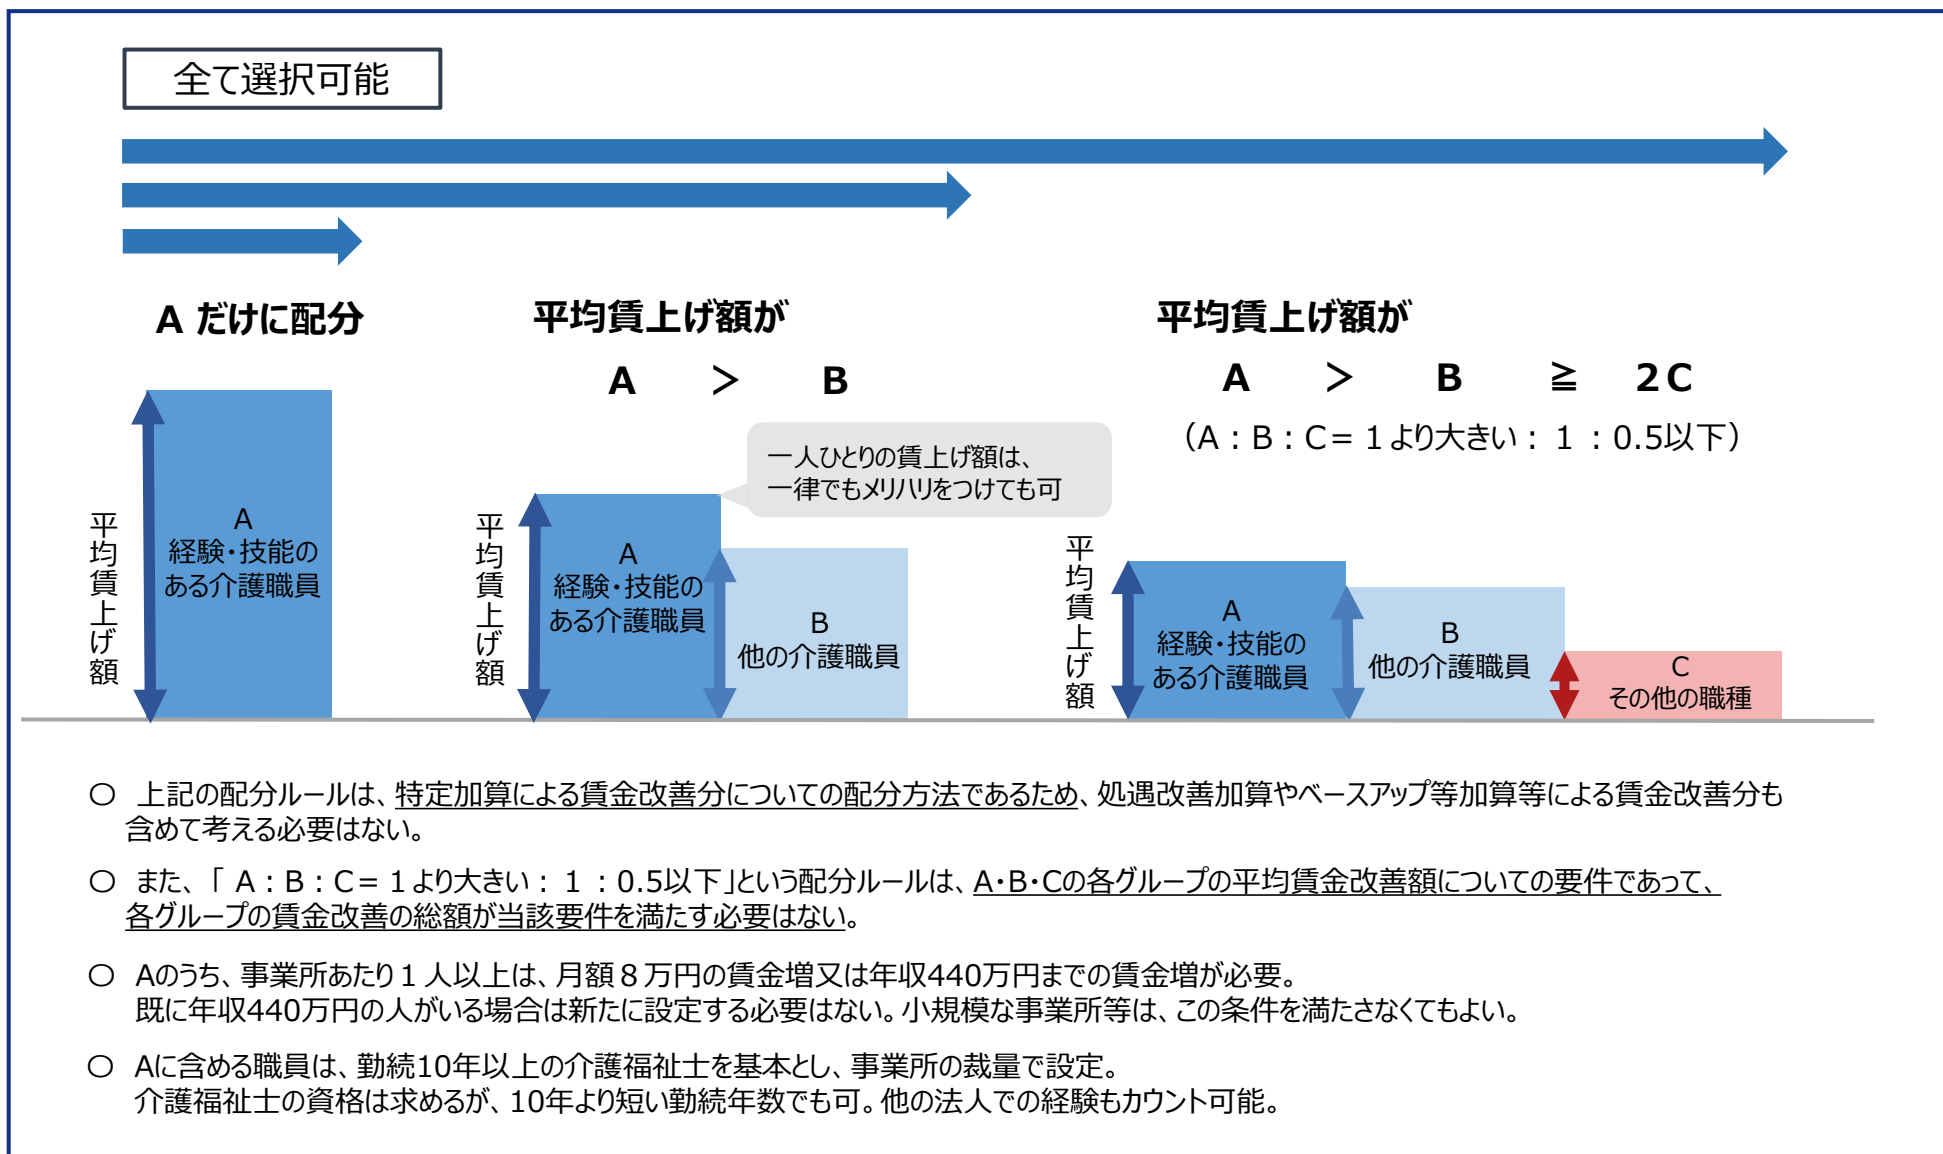 全て選択可能
A だけに配分
平均賃上げ額が
A ＞ B
平均賃上げ額が
A ＞ B ≧ 2C
（A：B：C＝１より大きい：１：0.5以下）
一人ひとりの賃上げ額は、
一律でもメリハリをつけても可
平均賃上げ額
A
経験・技能の
ある介護職員
平均賃上げ額
A
経験・技能の
ある介護職員
B
他の介護職員
平均賃上げ額
A
経験・技能の
ある介護職員
B
他の介護職員
C
その他の職種
○ 上記の配分ルールは、特定加算による賃金改善分についての配分方法であるため、処遇改善加算やベースアップ等加算等による賃金改善分も
含めて考える必要はない。
○ また、「A：B：C＝１より大きい：１：0.5以下」という配分ルールは、A・B・Cの各グループの平均賃金改善額についての要件であって、
各グループの賃金改善の総額が当該要件を満たす必要はない。
○ Aのうち、事業所あたり１人以上は、月額８万円の賃金増又は年収440万円までの賃金増が必要。
既に年収440万円の人がいる場合は新たに設定する必要はない。小規模な事業所等は、この条件を満たさなくてもよい。
○ Aに含める職員は、勤続10年以上の介護福祉士を基本とし、事業所の裁量で設定。
介護福祉士の資格は求めるが、10年より短い勤続年数でも可。他の法人での経験もカウント可能。